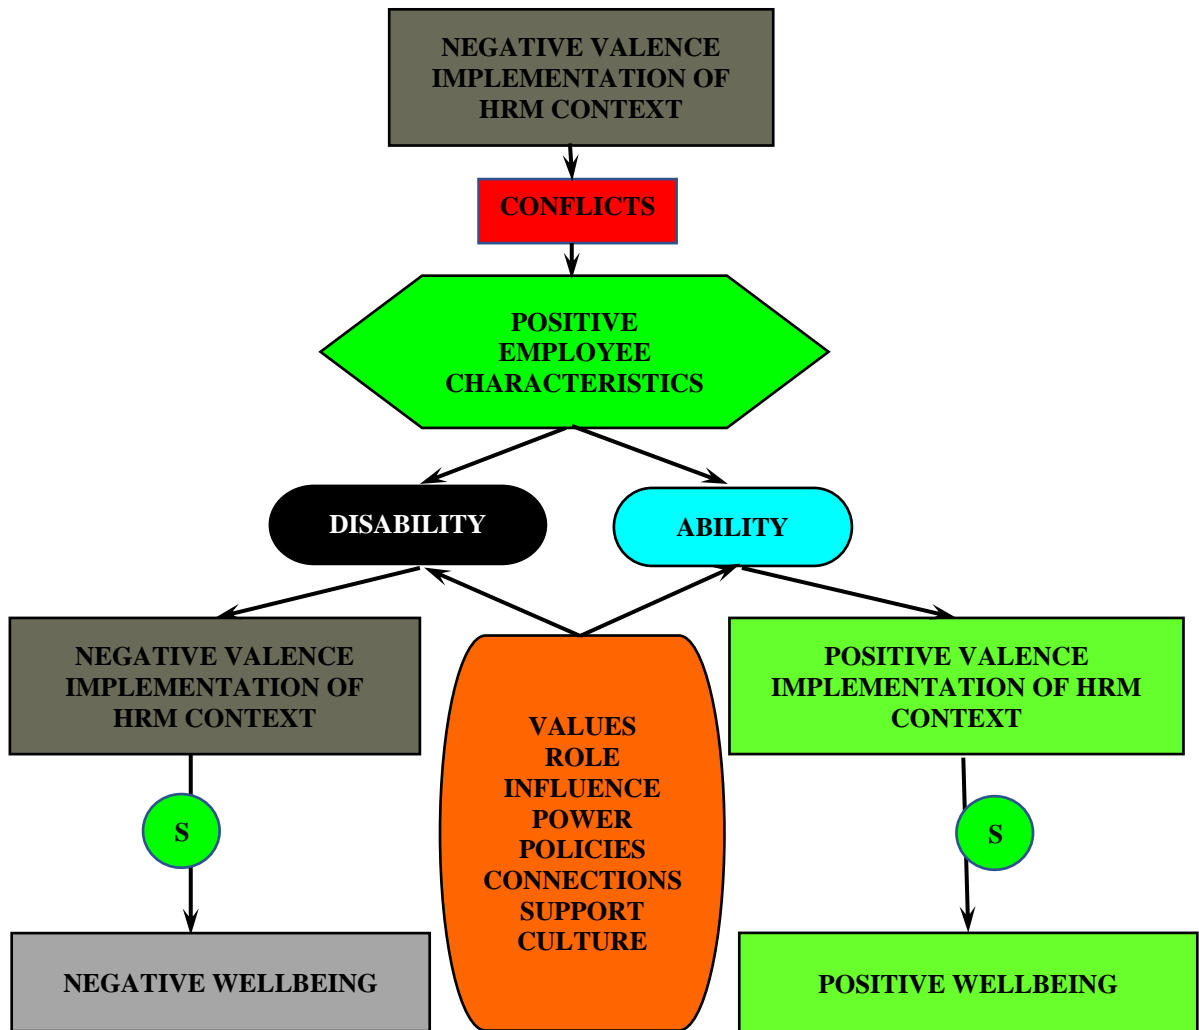 NEGATIVE VALENCE
IMPLEMENTATION OF
HRM CONTEXT
CONFLICTS
POSITIVE
EMPLOYEE
CHARACTERISTICS
DISABILITY
ABILITY
NEGATIVE VALENCE
IMPLEMENTATION OF
HRM CONTEXT
VALUES
ROLE
INFLUENCE
POWER
POLICIES
CONNECTIONS
SUPPORT
CULTURE
POSITIVE VALENCE
IMPLEMENTATION OF HRM
CONTEXT
S
S
NEGATIVE WELLBEING
POSITIVE WELLBEING